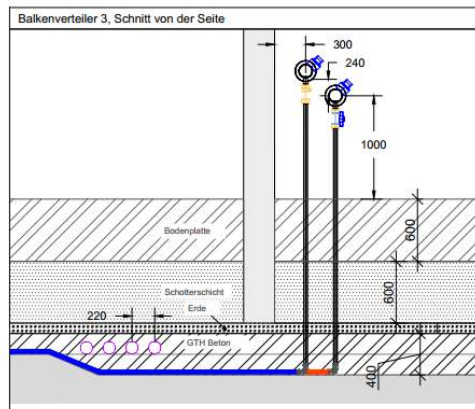 Balkenverteiler 3, Schnitt von der Seite
300
240
1000
Bodenplatte
600
Schotterschicht
600
220
Erde
GTH Beton
400